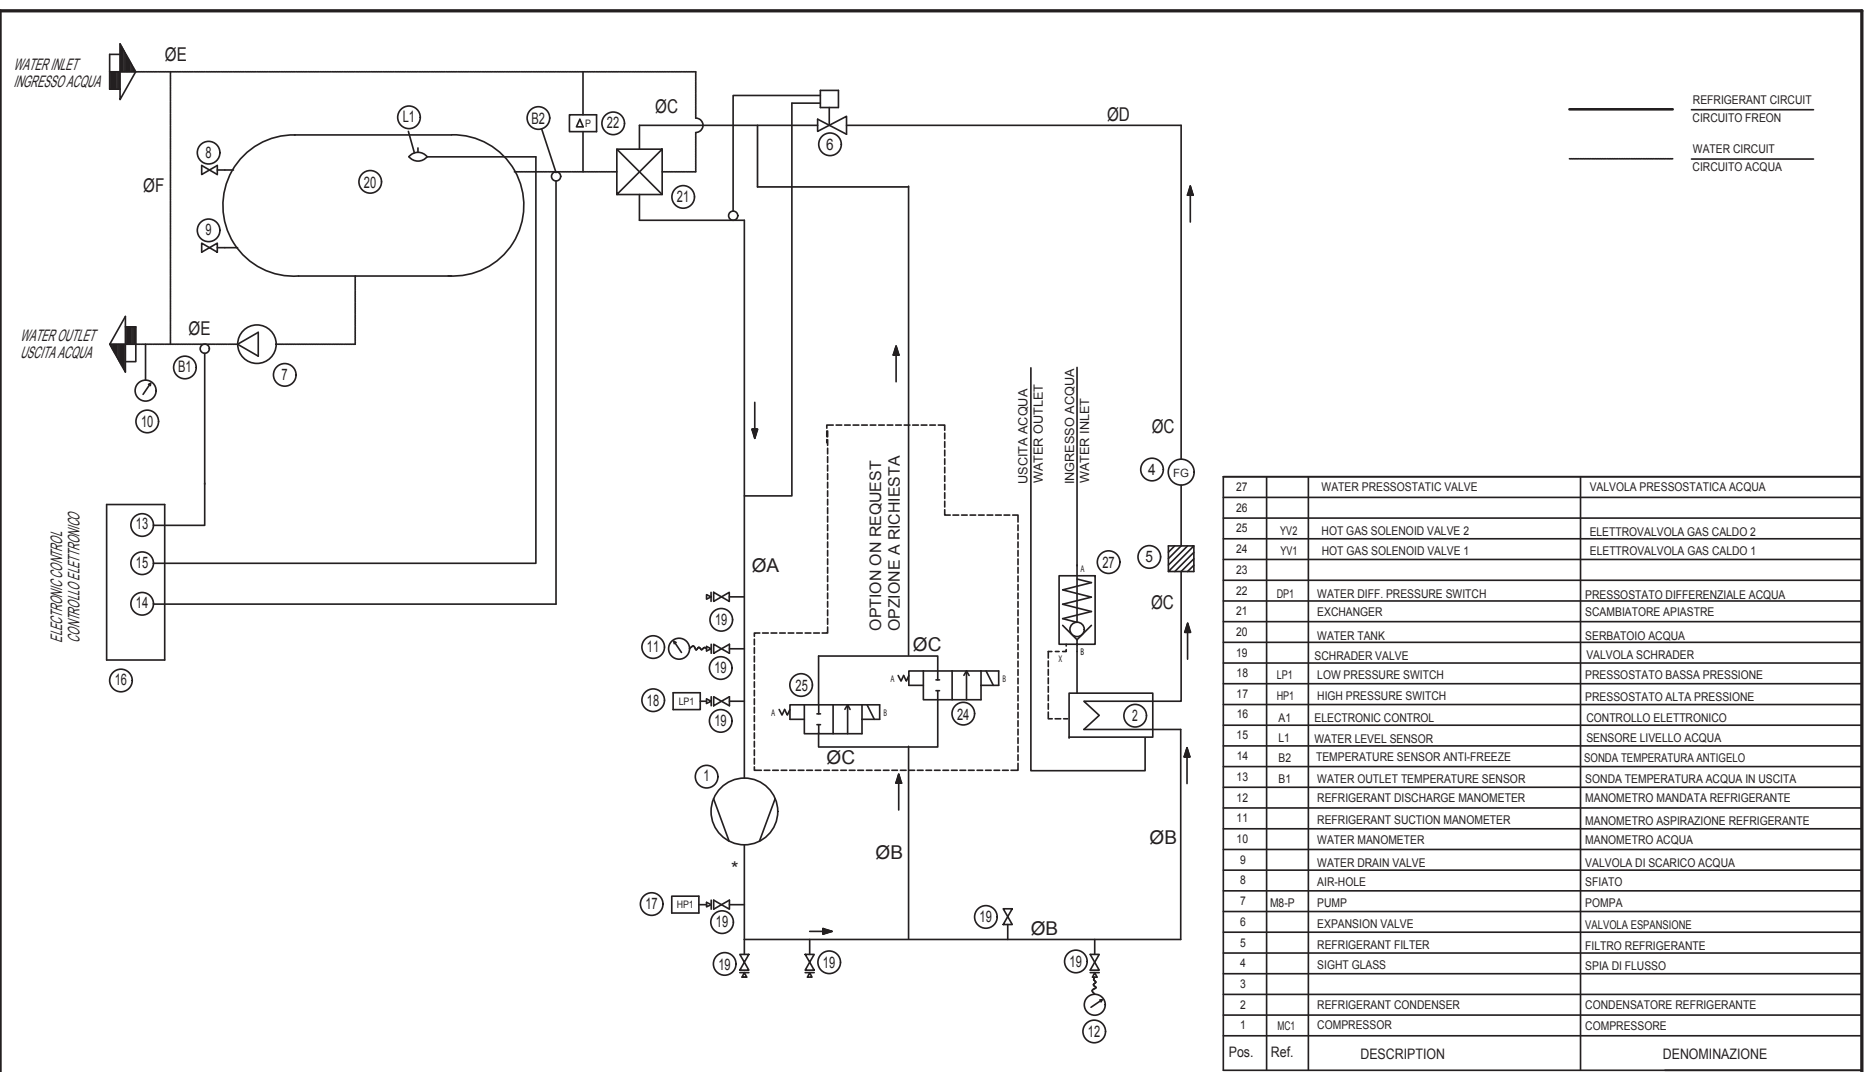 WATER INLET
INGRESSO ACQUA
ØE
L1
B2
ΔP
22
ØC
6
ØD
REFRIGERANT CIRCUIT
CIRCUITO FREON
WATER CIRCUIT
CIRCUITO ACQUA
8
ØF
20
21
9
WATER OUTLET
USCITA ACQUA
ØE
B1
7
10
ELECTRONIC CONTROL
CONTROLLO ELETTRONICO
13
15
14
16
OPTION ON REQUEST
OPZIONE A RICHIESTA
USCITA ACQUA
WATER OUTLET
INGRESSO ACQUA
WATER INLET
ØC
4
FG
5
ØC
27
A
B
X
2
ØA
19
11
19
18
LP1
19
ØC
25
A
B
A
B
24
ØC
1
*
ØB
ØB
17
HP1
19
19
ØB
19
19
19
12
27 WATER PRESSOSTATIC VALVE VALVOLA PRESSOSTATICA ACQUA
26
25 YV2 HOT GAS SOLENOID VALVE 2 ELETTROVALVOLA GAS CALDO 2
24 YV1 HOT GAS SOLENOID VALVE 1 ELETTROVALVOLA GAS CALDO 1
23
22 DP1 WATER DIFF. PRESSURE SWITCH PRESSOSTATO DIFFERENZIALE ACQUA
21 EXCHANGER SCAMBIATORE APIASTRE
20 WATER TANK SERBATOIO ACQUA
19 SCHRADER VALVE VALVOLA SCHRADER
18 LP1 LOW PRESSURE SWITCH PRESSOSTATO BASSA PRESSIONE
17 HP1 HIGH PRESSURE SWITCH PRESSOSTATO ALTA PRESSIONE
16 A1 ELECTRONIC CONTROL CONTROLLO ELETTRONICO
15 L1 WATER LEVEL SENSOR SENSORE LIVELLO ACQUA
14 B2 TEMPERATURE SENSOR ANTI-FREEZE SONDA TEMPERATURA ANTIGELO
13 B1 WATER OUTLET TEMPERATURE SENSOR SONDA TEMPERATURA ACQUA IN USCITA
12 REFRIGERANT DISCHARGE MANOMETER MANOMETRO MANDATA REFRIGERANTE
11 REFRIGERANT SUCTION MANOMETER MANOMETRO ASPIRAZIONE REFRIGERANTE
10 WATER MANOMETER MANOMETRO ACQUA
9 WATER DRAIN VALVE VALVOLA DI SCARICO ACQUA
8 AIR-HOLE SFIATO
7 M8-P PUMP POMPA
6 EXPANSION VALVE VALVOLA ESPANSIONE
5 REFRIGERANT FILTER FILTRO REFRIGERANTE
4 SIGHT GLASS SPIA DI FLUSSO
3
2 REFRIGERANT CONDENSER CONDENSATORE REFRIGERANTE
1 MC1 COMPRESSOR COMPRESSORE
Pos. Ref. DESCRIPTION DENOMINAZIONE